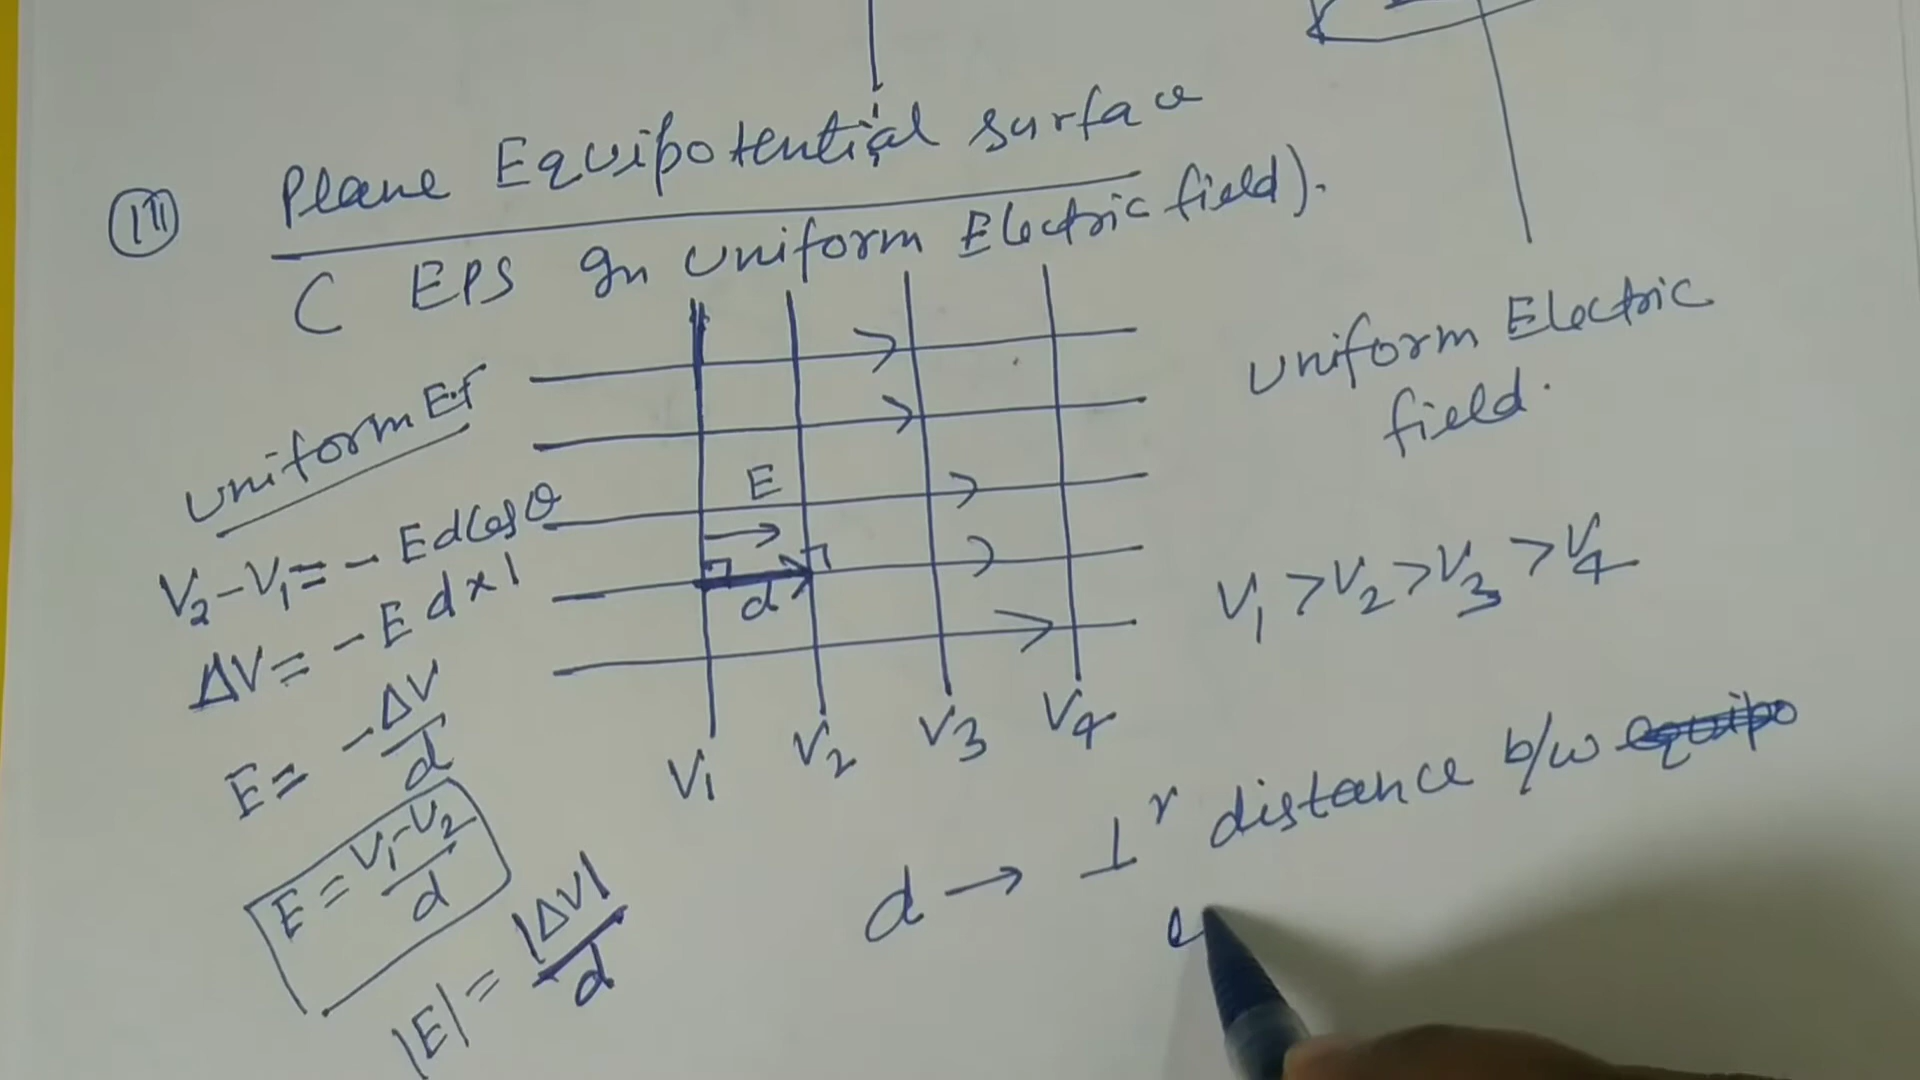 (iii) Plane Equipotential surface
( EPS In uniform Electric field).
uniform E.f
V₂-V₁ = - Ed cos θ
ΔV = - E d × 1
E = - ΔV/d
E = V₁-V₂/d
|E| = |ΔV|/d
E
d
V₁ V₂ V₃ V₄
uniform Electric
field.
V₁ > V₂ > V₃ > V₄
d → ⊥ʳ distance b/w equipo
e